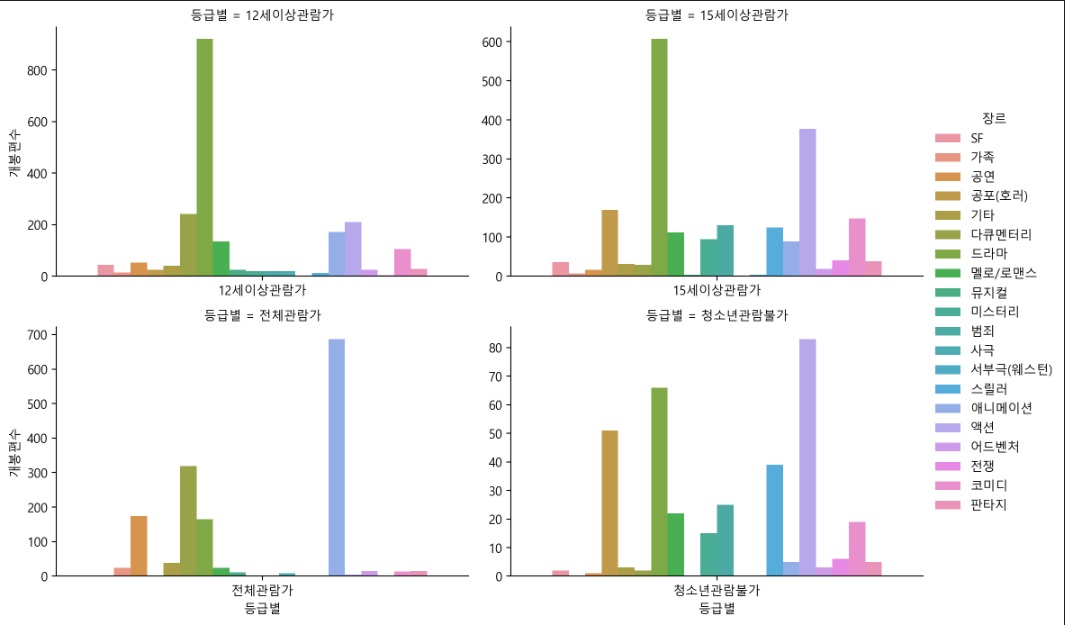 등급별 = 12세이상관람가
개봉편수
800
600
400
200
0
12세이상관람가
등급별 = 15세이상관람가
600
500
400
300
200
100
0
15세이상관람가
등급별 = 전체관람가
개봉편수
700
600
500
400
300
200
100
0
전체관람가
등급별
등급별 = 청소년관람불가
80
70
60
50
40
30
20
10
0
청소년관람불가
등급별
장르
SF
가족
공연
공포(호러)
기타
다큐멘터리
드라마
멜로/로맨스
뮤지컬
미스터리
범죄
사극
서부극(웨스턴)
스릴러
애니메이션
액션
어드벤처
전쟁
코미디
판타지